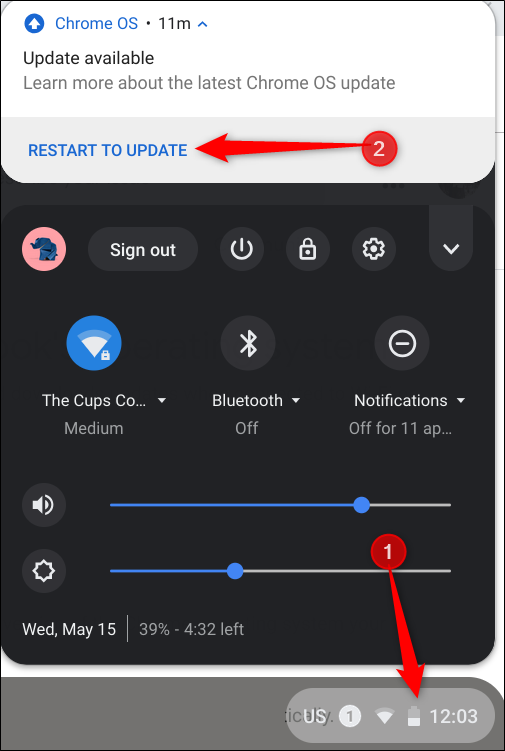 Chrome OS • 11m
Update available
Learn more about the latest Chrome OS update
RESTART TO UPDATE
2
Sign out
The Cups Co...
Bluetooth
Notifications
Medium
Off
Off for 11 ap...
1
Wed, May 15
39% - 4:32 left
US
1
12:03